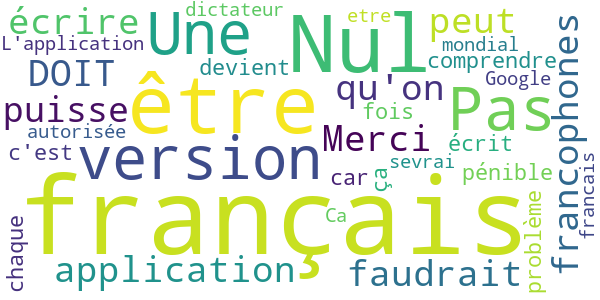 dictateur
écrire Une Nul etre peut
L'application mondial
DOIT devient comprendre
Google
puisse être qu'on Pas
autorisée fois
c'est version Merci écrit
sevrai
français car ça pénible
Ca
application faudrait
chaque
problème
francophones
francais